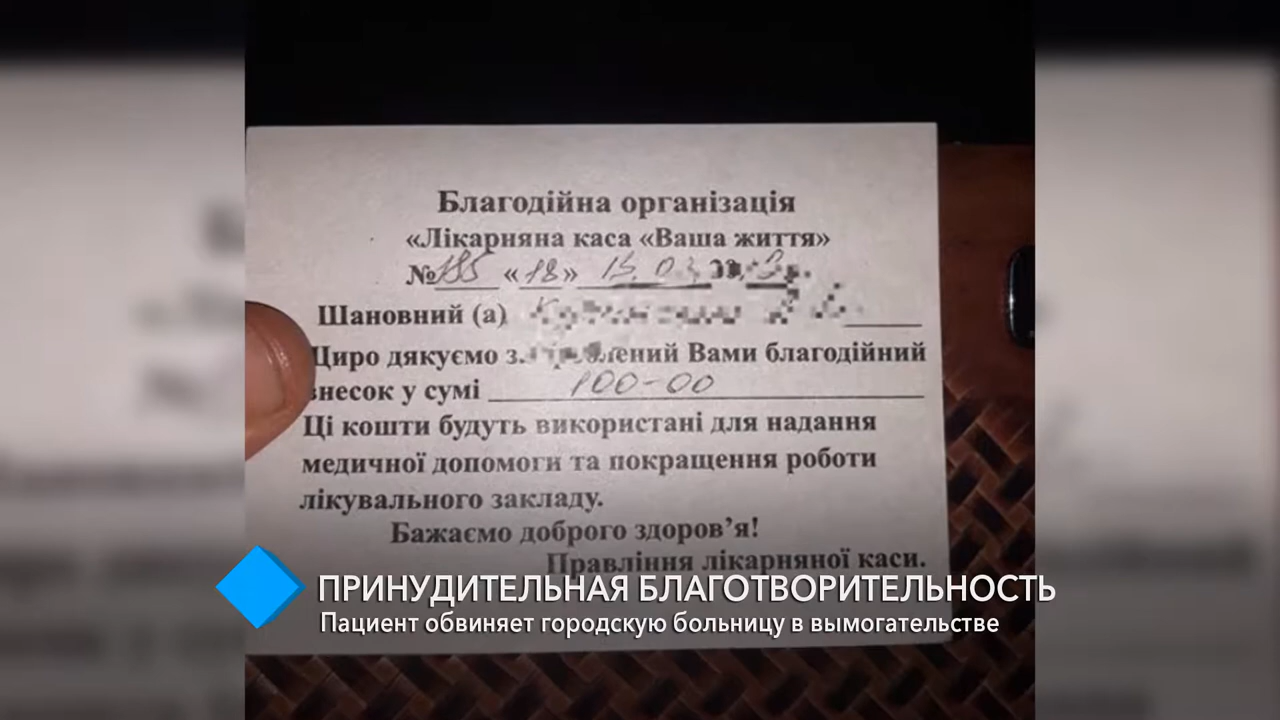 Благодійна організація
«Лікарняна каса «Ваша життя»
№185 «18» 15.03.
Шановний (а)
Щиро дякуємо Вами благодійний
внесок у сумі 100-00
Ці кошти будуть використані для надання
медичної допомоги та покращення роботи
лікувального закладу.
Бажаємо доброго здоров’я!
Правління лікарняної каси.
ПРИНУДИТЕЛЬНАЯ БЛАГОТВОРИТЕЛЬНОСТЬ
Пациент обвиняет городскую больницу в вымогательстве